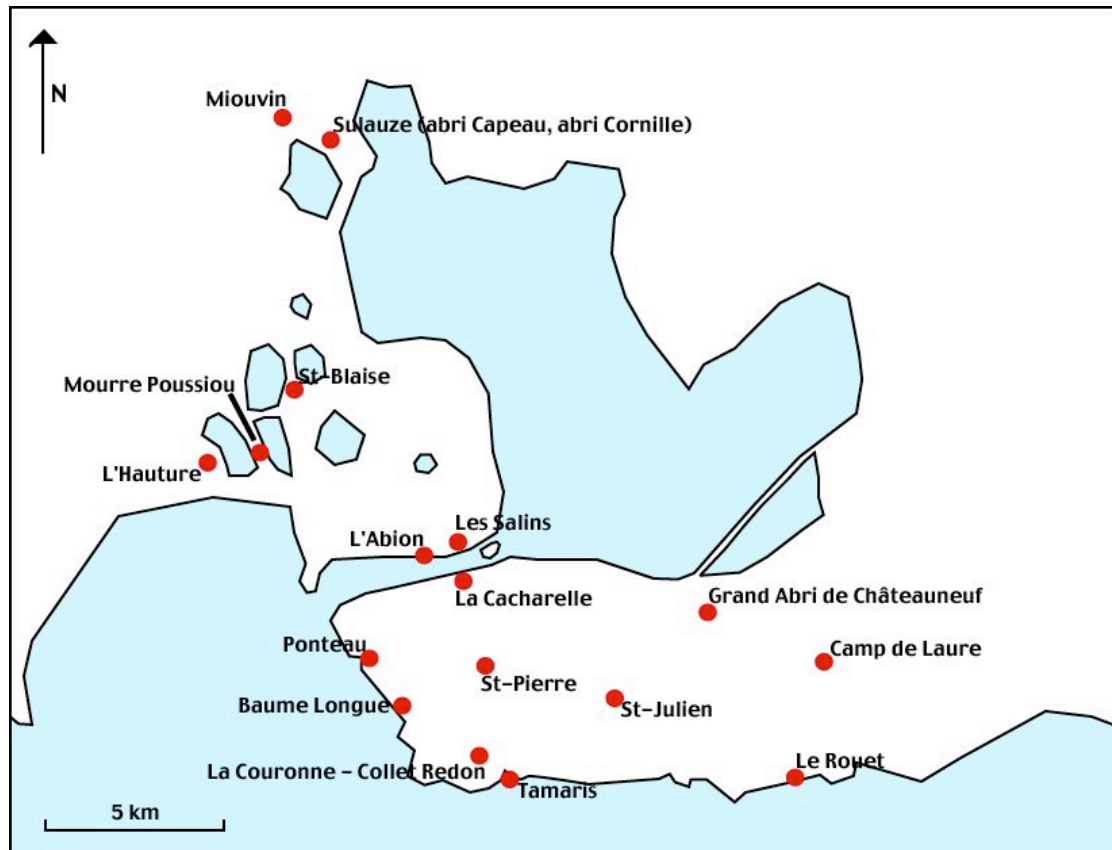 N
Miouvin
Sulauze (abri Capeau, abri Cornille)
St-Blaise
Mourre Poussiou
L'Hauture
Les Salins
L'Abion
La Cacharelle
Grand Abri de Châteauneuf
Ponteau
Camp de Laure
St-Pierre
Baume Longue
St-Julien
La Couronne - Collet Redon
Le Rouet
Tamaris
5 km